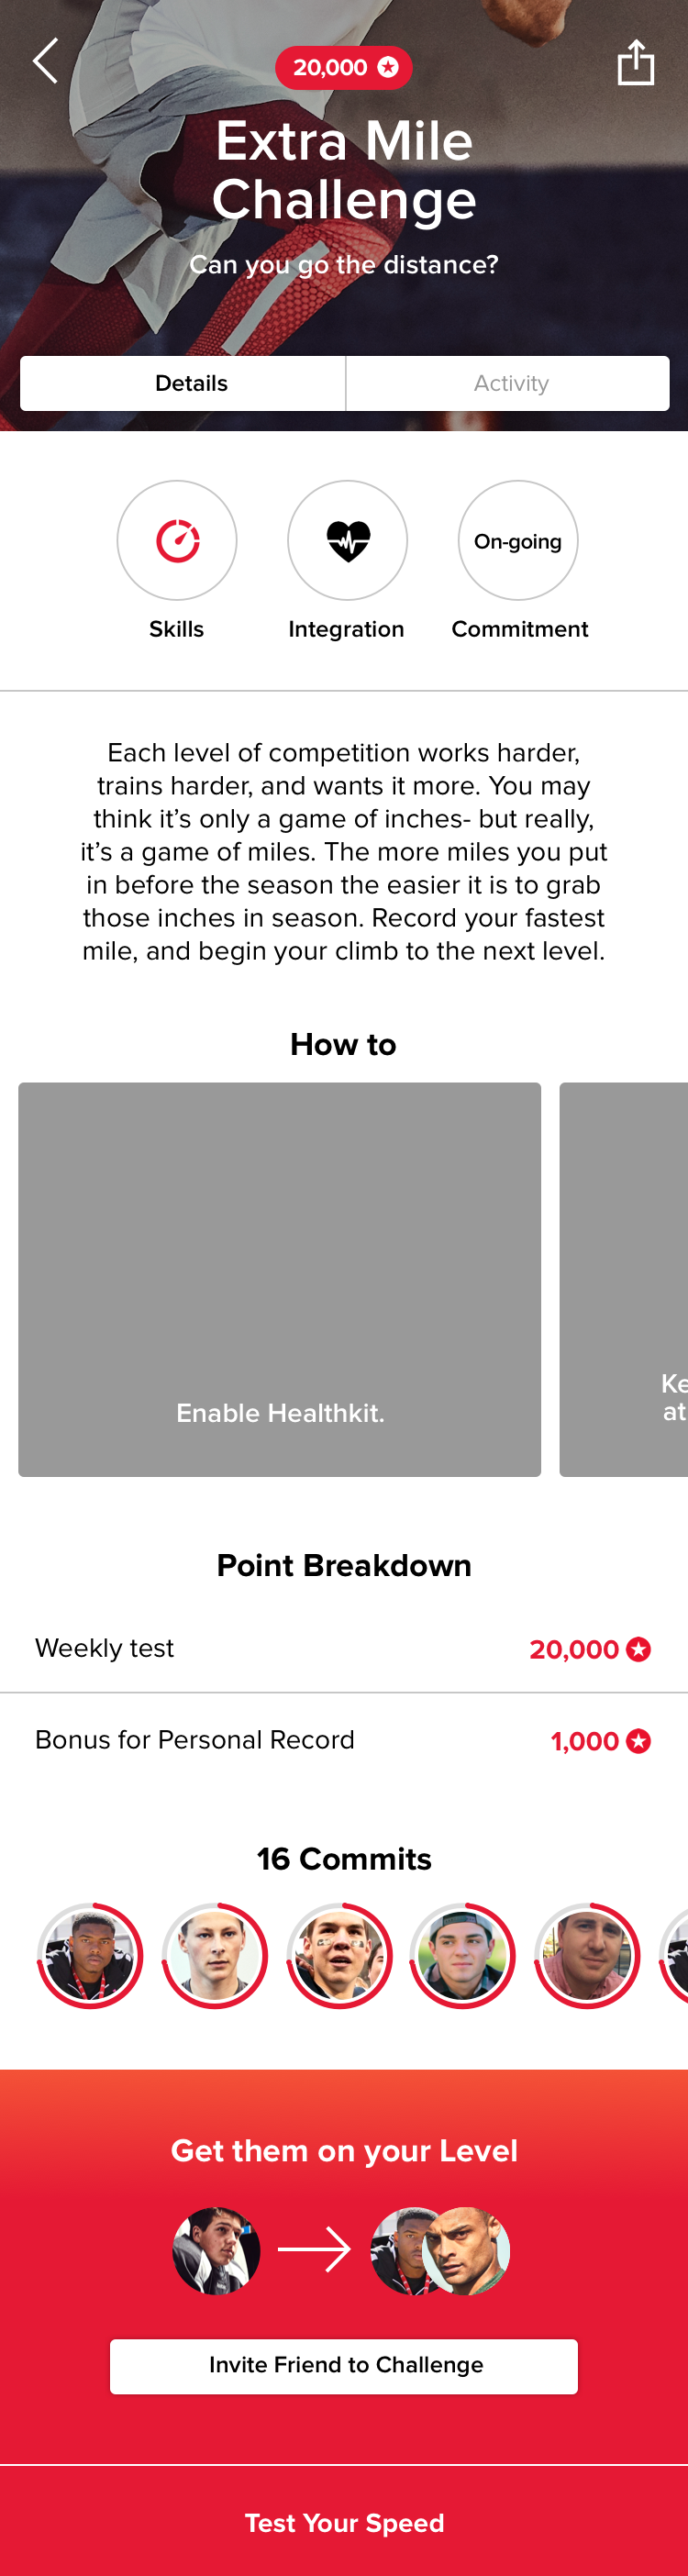 20,000
Extra Mile
Challenge
Can you go the distance?
Details
Activity
On-going
Skills
Integration
Commitment
Each level of competition works harder,
trains harder, and wants it more. You may
think it’s only a game of inches- but really,
it’s a game of miles. The more miles you put
in before the season the easier it is to grab
those inches in season. Record your fastest
mile, and begin your climb to the next level.
How to
Enable Healthkit.
Ke
at
Point Breakdown
Weekly test
20,000
Bonus for Personal Record
1,000
16 Commits
Get them on your Level
Invite Friend to Challenge
Test Your Speed